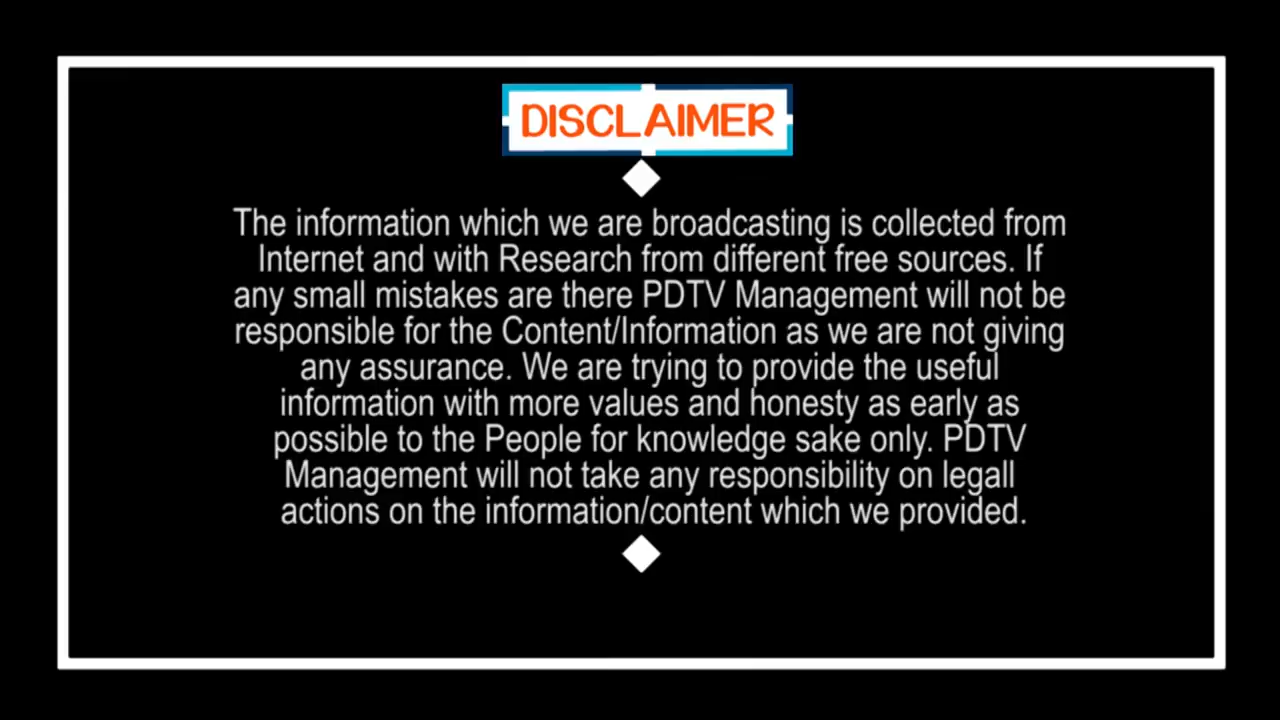 DISCLAIMER
The information which we are broadcasting is collected from
Internet and with Research from different free sources. If
any small mistakes are there PDTV Management will not be
responsible for the Content/Information as we are not giving
any assurance. We are trying to provide the useful
information with more values and honesty as early as
possible to the People for knowledge sake only. PDTV
Management will not take any responsibility on legall
actions on the information/content which we provided.